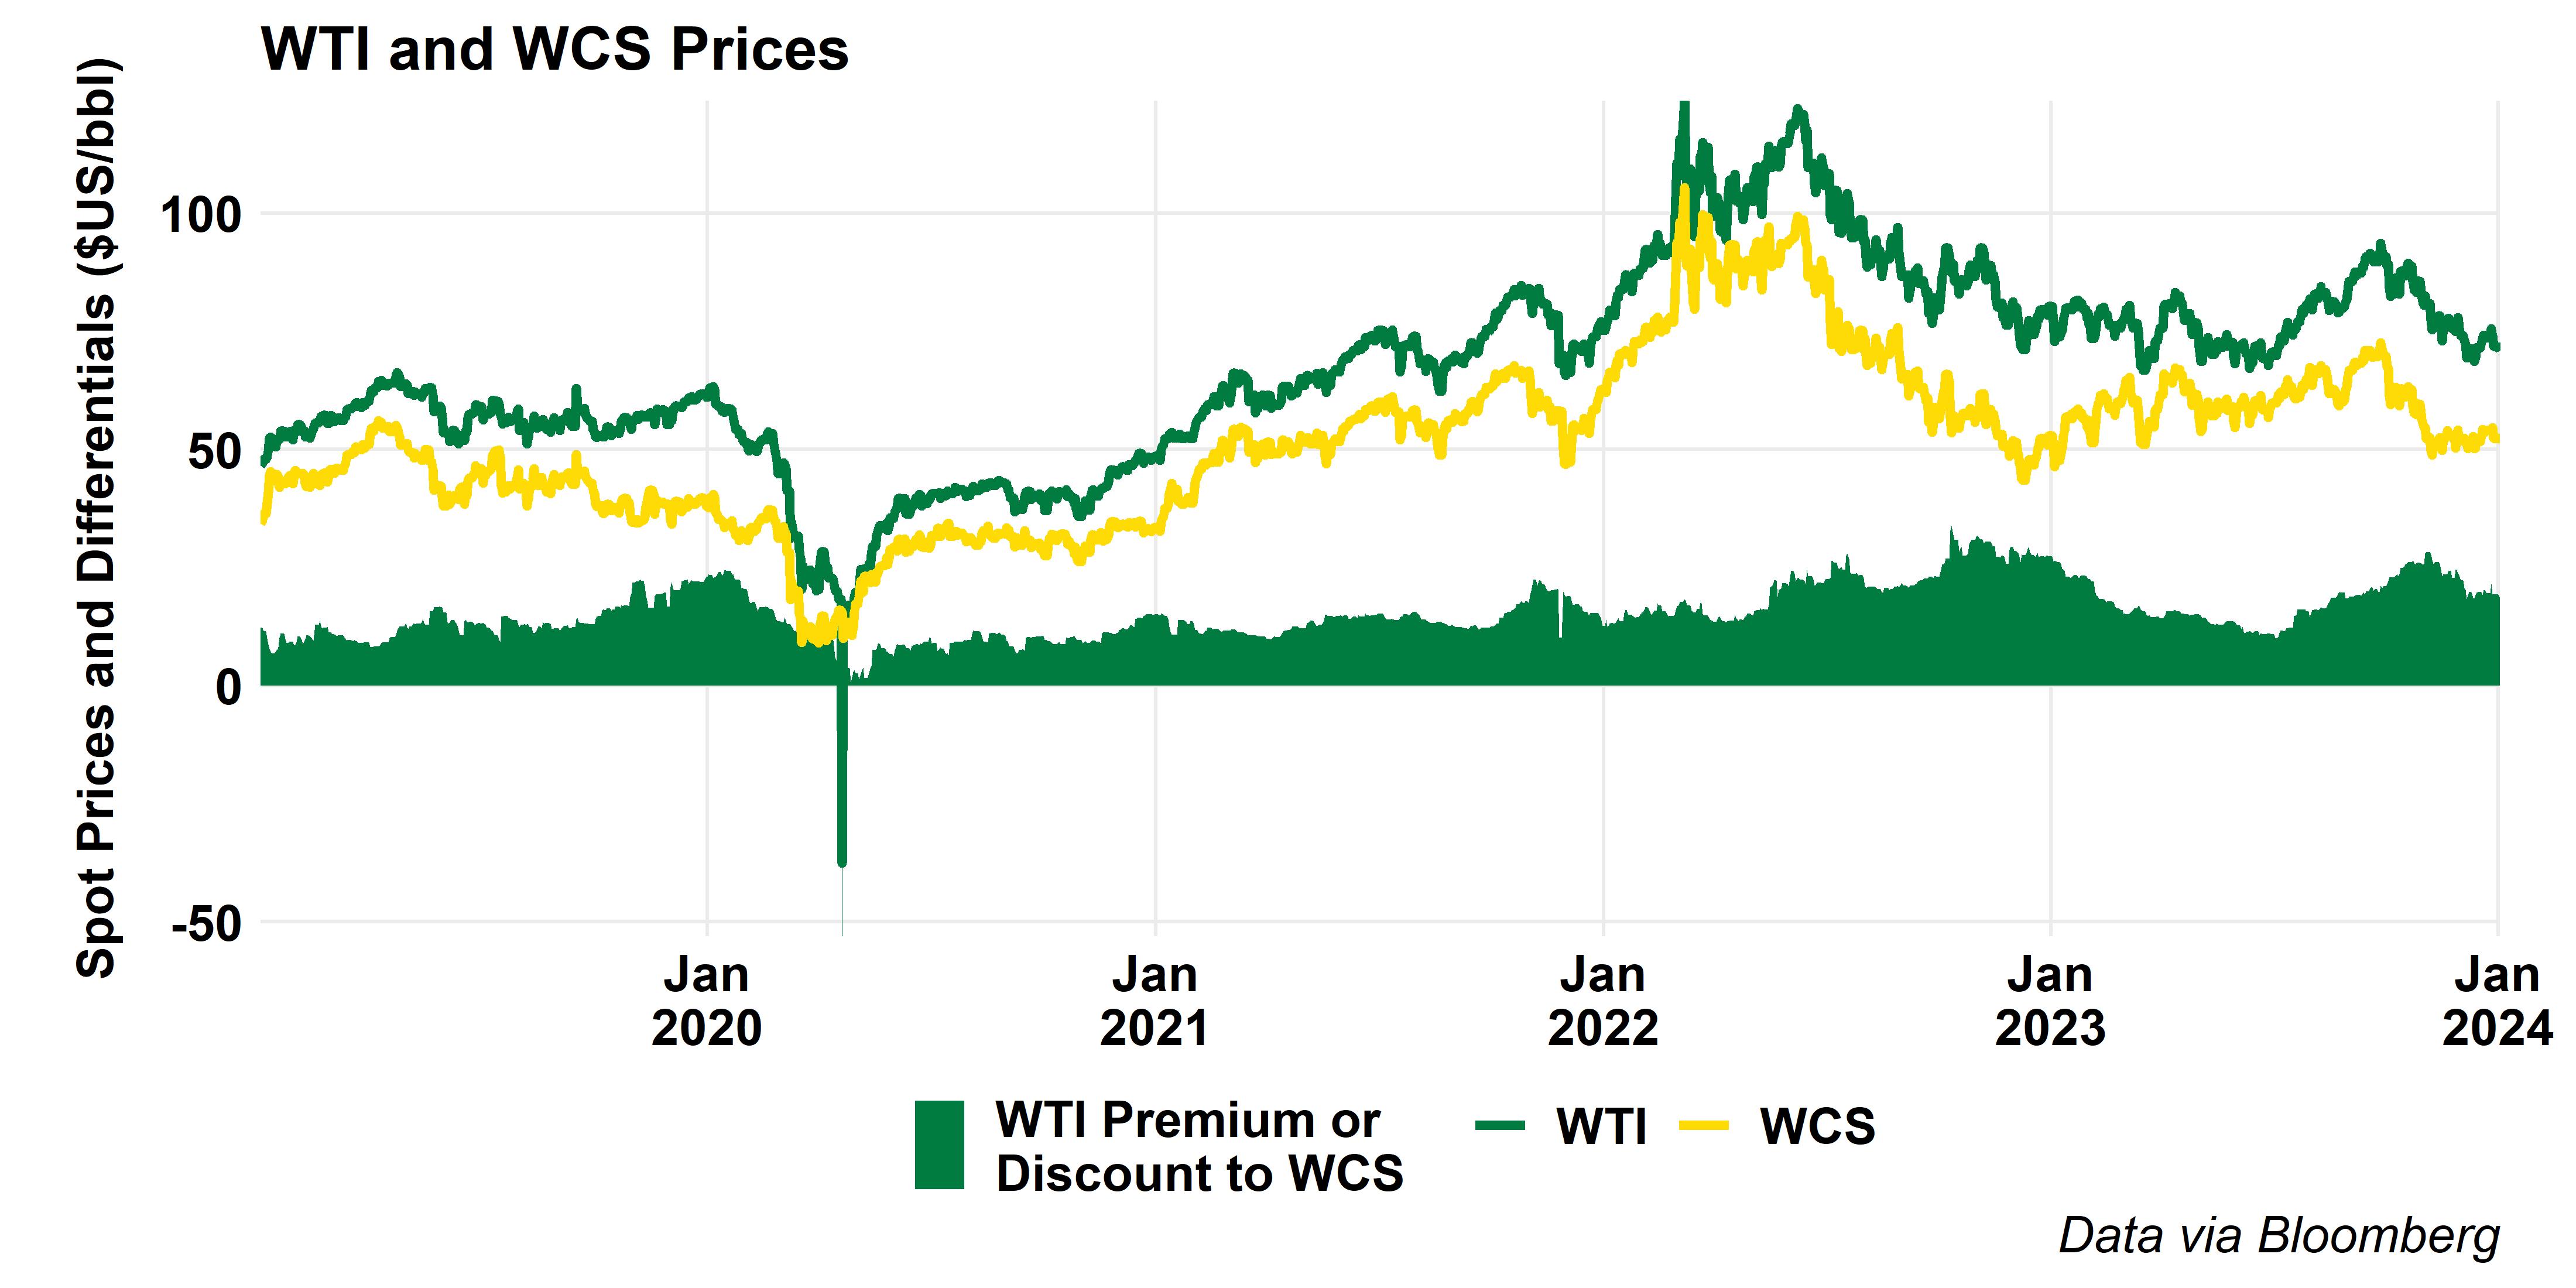 WTI and WCS Prices
Spot Prices and Differentials ($US/bbl)
100
50
0
-50
Jan
2020
Jan
2021
Jan
2022
Jan
2023
Jan
2024
WTI Premium or
Discount to WCS
WTI
WCS
Data via Bloomberg